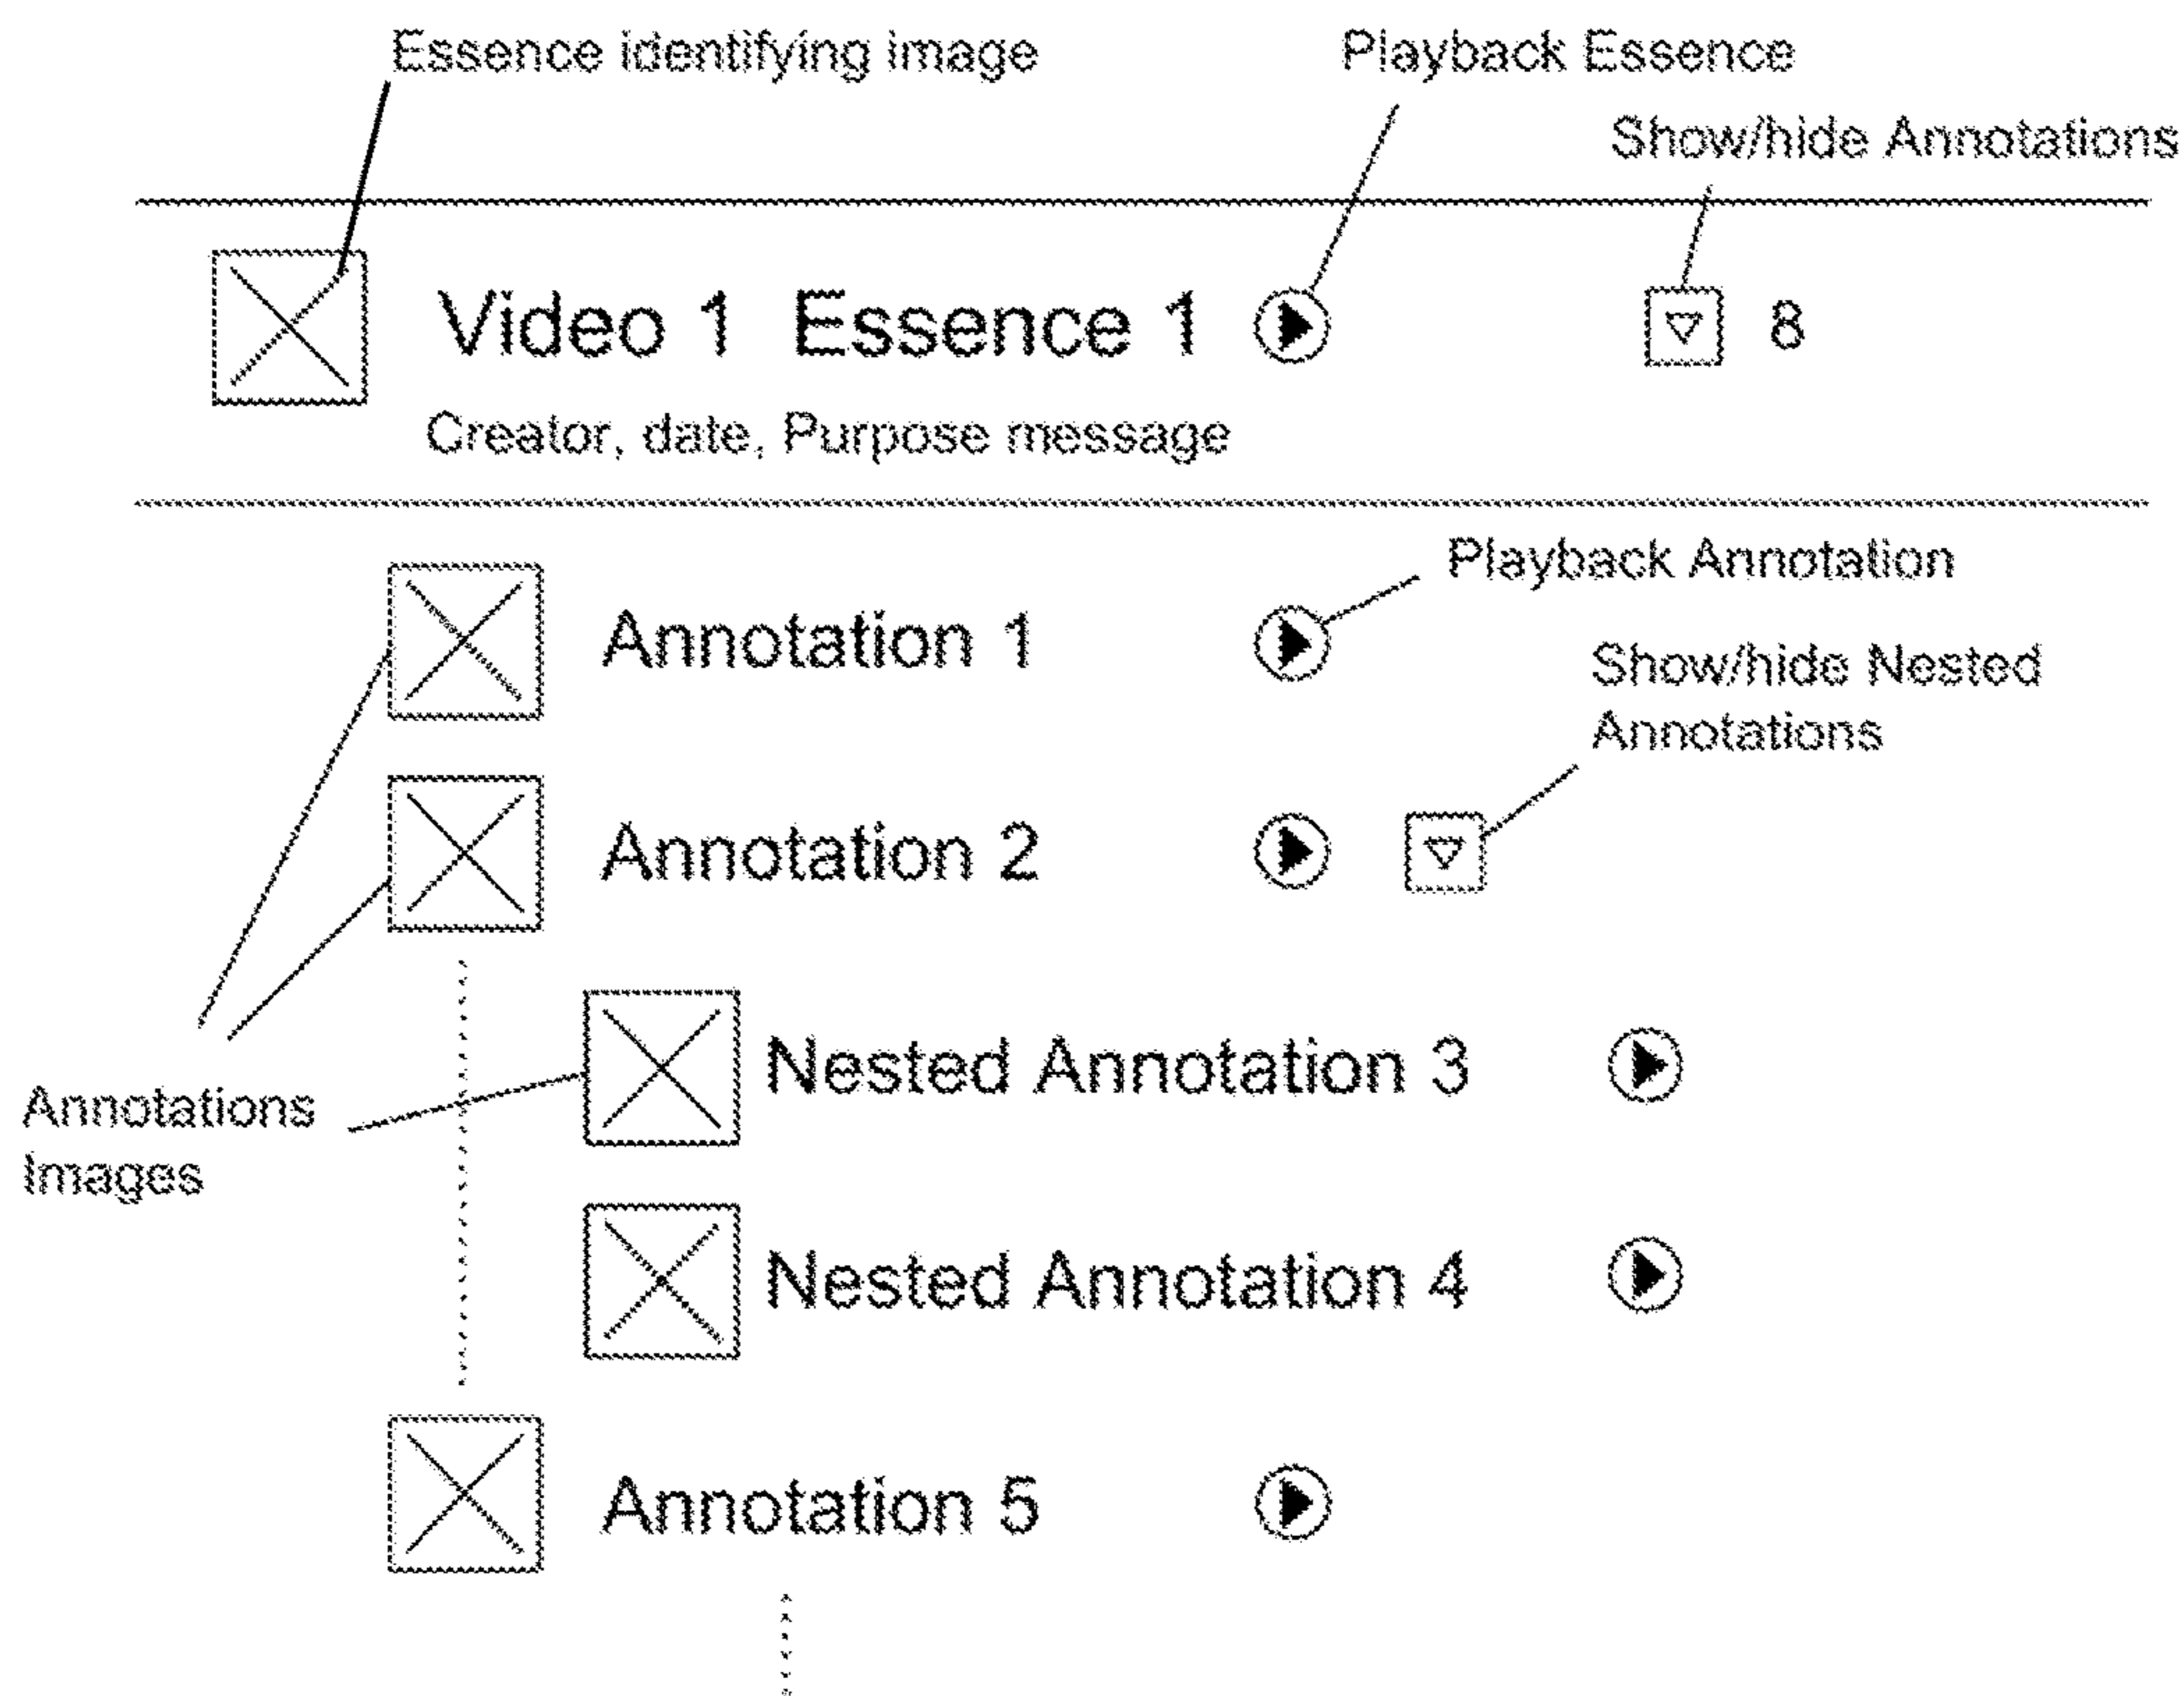 Essence identifying image
Playback Essence
Show/hide Annotations
Video 1 Essence 1
8
Creator, date, Purpose message
Playback Annotation
Annotation 1
Show/hide Nested
Annotations
Annotation 2
Nested Annotation 3
Annotations
Images
Nested Annotation 4
Annotation 5